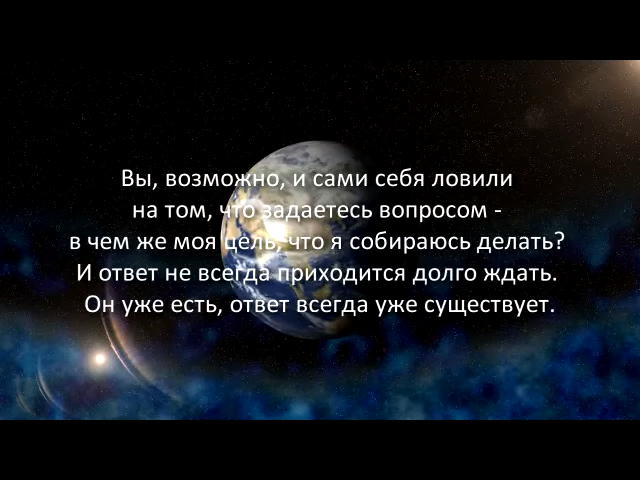 Вы, возможно, и сами себя ловили
на том, что задаетесь вопросом -
в чем же моя цель, что я собираюсь делать?
И ответ не всегда приходится долго ждать.
Он уже есть, ответ всегда уже существует.